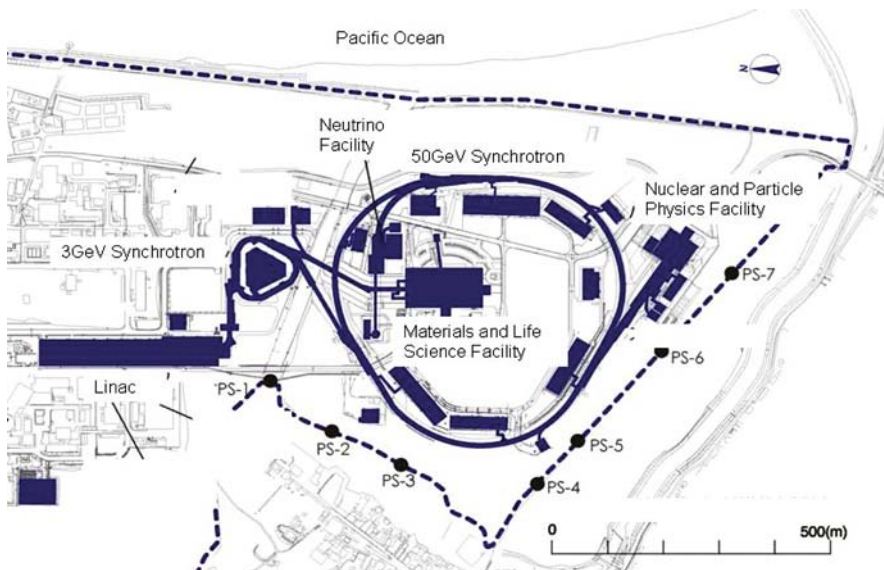 Pacific Ocean
N
Neutrino
Facility
50GeV Synchrotron
Nuclear and Particle
Physics Facility
3GeV Synchrotron
PS-7
Materials and Life
Science Facility
PS-6
Linac
PS-1
PS-2
PS-5
PS-3
PS-4
0
500(m)